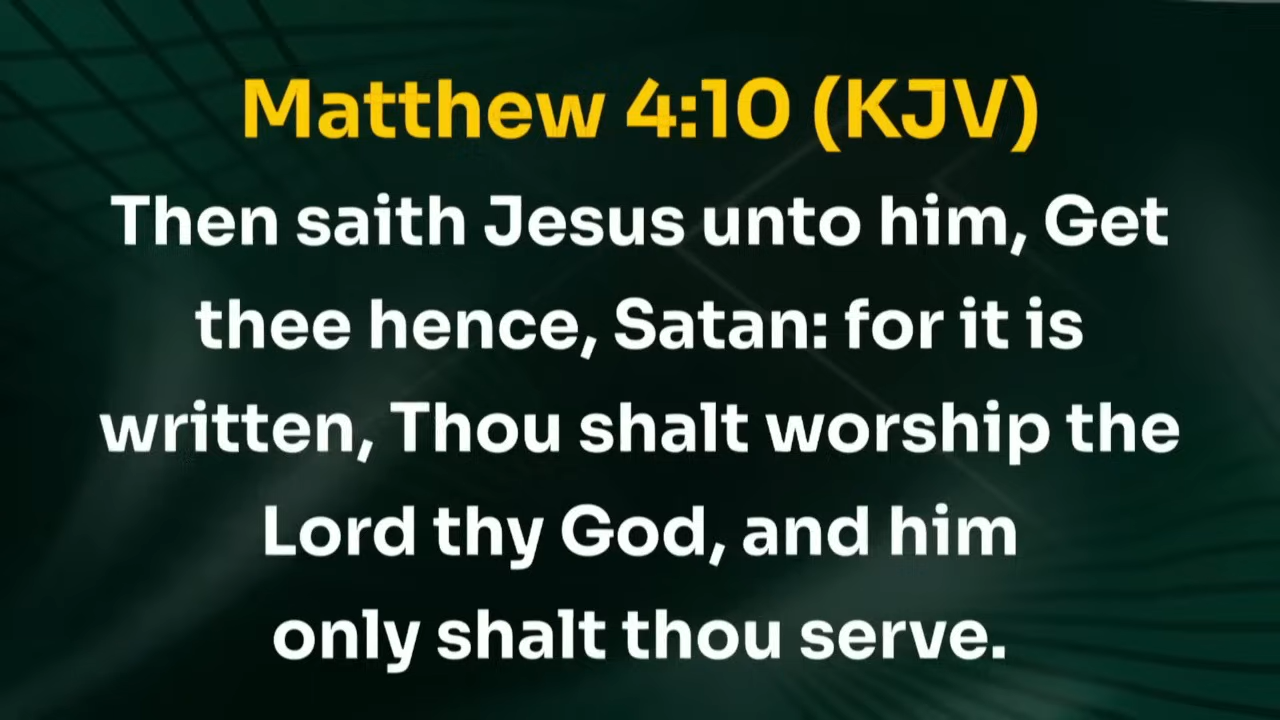 Matthew 4:10 (KJV)
Then saith Jesus unto him, Get
thee hence, Satan: for it is
written, Thou shalt worship the
Lord thy God, and him
only shalt thou serve.